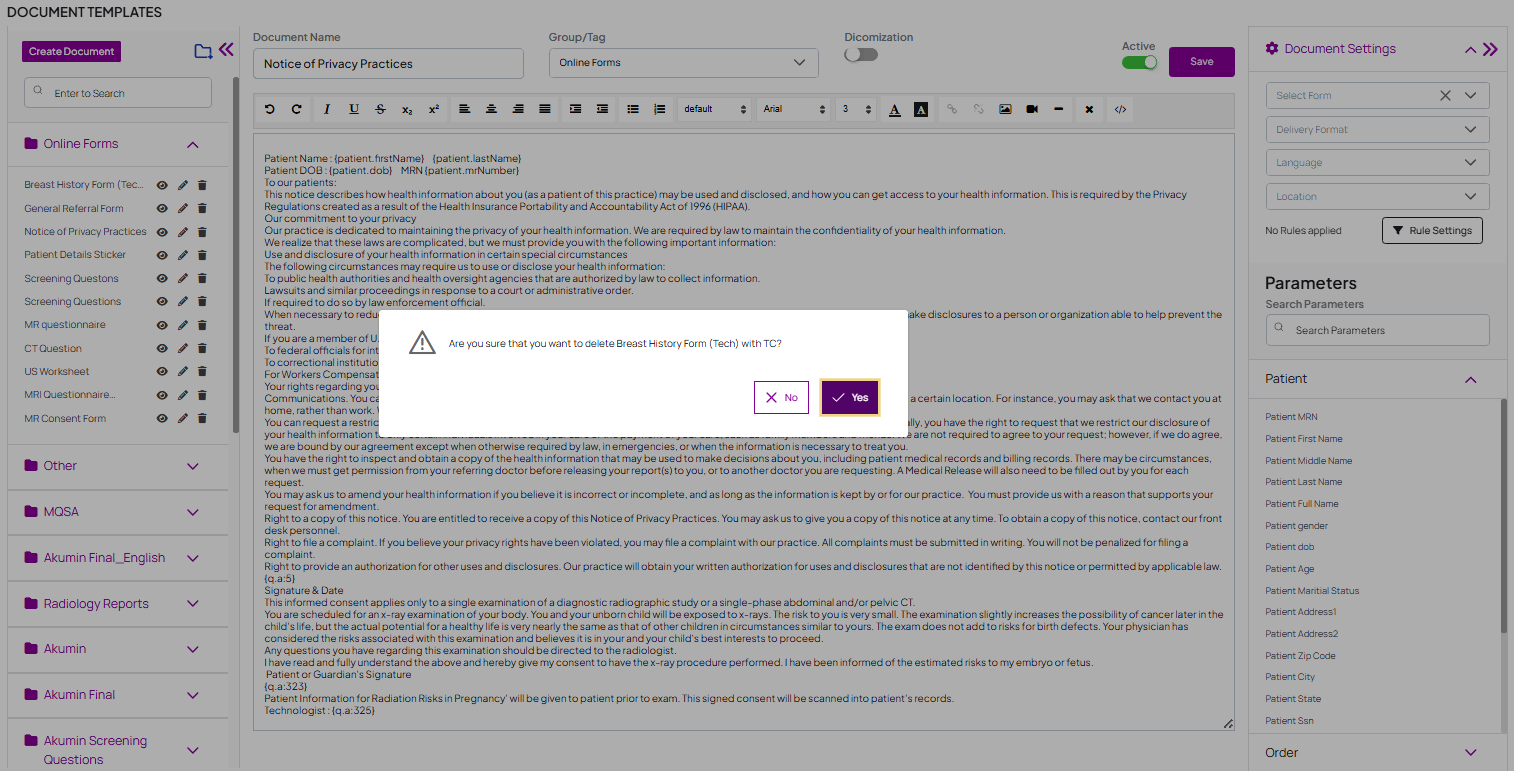 DOCUMENT TEMPLATES
Create Document
Enter to Search
Online Forms
Breast History Form (Tec...
General Referral Form
Notice of Privacy Practices
Patient Details Sticker
Screening Questons
Screening Questions
MR questionnaire
CT Question
US Worksheet
MRI Questionnaire...
MR Consent Form
Other
MQSA
Akumin Final_English
Radiology Reports
Akumin
Akumin Final
Akumin Screening
Questions
Document Name
Notice of Privacy Practices
Group/Tag
Online Forms
Dicomization
Active
Save
default
Arial
3
Patient Name : {patient.firstName} {patient.lastName}
Patient DOB : {patient.dob} MRN {patient.mrNumber}
To our patients:
This notice describes how health information about you (as a patient of this practice) may be used and disclosed, and how you can get access to your health information. This is required by the Privacy
Regulations created as a result of the Health Insurance Portability and Accountability Act of 1996 (HIPAA).
Our commitment to your privacy
Our practice is dedicated to maintaining the privacy of your health information. We are required by law to maintain the confidentiality of your health information.
We realize that these laws are complicated, but we must provide you with the following important information:
Use and disclosure of your health information in certain special circumstances
The following circumstances may require us to use or disclose your health information:
To public health authorities and health oversight agencies that are authorized by law to collect information.
Lawsuits and similar proceedings in response to a court or administrative order.
If required to do so by law enforcement official.
When necessary to redu ake disclosures to a person or organization able to help prevent the
threat.
If you are a member of U.
To federal officials for int
To correctional institutio
For Workers Compensat
Your rights regarding you
Communications. You ca a certain location. For instance, you may ask that we contact you at
home, rather than work.
You can request a restric ly, you have the right to request that we restrict our disclosure of
your health information to are not required to agree to your request; however, if we do agree,
we are bound by our agreement except when otherwise required by law, in emergencies, or when the information is necessary to treat you.
You have the right to inspect and obtain a copy of the health information that may be used to make decisions about you, including patient medical records and billing records. There may be circumstances,
when we must get permission from your referring doctor before releasing your report(s) to you, or to another doctor you are requesting. A Medical Release will also need to be filled out by you for each
request.
You may ask us to amend your health information if you believe it is incorrect or incomplete, and as long as the information is kept by or for our practice. You must provide us with a reason that supports your
request for amendment.
Right to a copy of this notice. You are entitled to receive a copy of this Notice of Privacy Practices. You may ask us to give you a copy of this notice at any time. To obtain a copy of this notice, contact our front
desk personnel.
Right to file a complaint. If you believe your privacy rights have been violated, you may file a complaint with our practice. All complaints must be submitted in writing. You will not be penalized for filing a
complaint.
Right to provide an authorization for other uses and disclosures. Our practice will obtain your written authorization for uses and disclosures that are not identified by this notice or permitted by applicable law.
{q.a:5}
Signature & Date
This informed consent applies only to a single examination of a diagnostic radiographic study or a single-phase abdominal and/or pelvic CT.
You are scheduled for an x-ray examination of your body. You and your unborn child will be exposed to x-rays. The risk to you is very small. The examination slightly increases the possibility of cancer later in the
child's life, but the actual potential for a healthy life is very nearly the same as that of other children in circumstances similar to yours. The exam does not add to risks for birth defects. Your physician has
considered the risks associated with this examination and believes it is in your and your child's best interests to proceed.
Any questions you have regarding this examination should be directed to the radiologist.
I have read and fully understand the above and hereby give my consent to have the x-ray procedure performed. I have been informed of the estimated risks to my embryo or fetus.
Patient or Guardian's Signature
{q.a:323}
Patient Information for Radiation Risks in Pregnancy' will be given to patient prior to exam. This signed consent will be scanned into patient's records.
Technologist : {q.a:325}
Are you sure that you want to delete Breast History Form (Tech) with TC?
No
Yes
Document Settings
Select Form
Delivery Format
Language
Location
No Rules applied
Rule Settings
Parameters
Search Parameters
Search Parameters
Patient
Patient MRN
Patient First Name
Patient Middle Name
Patient Last Name
Patient Full Name
Patient gender
Patient dob
Patient Age
Patient Maritial Status
Patient Address1
Patient Address2
Patient Zip Code
Patient City
Patient State
Patient Ssn
Order